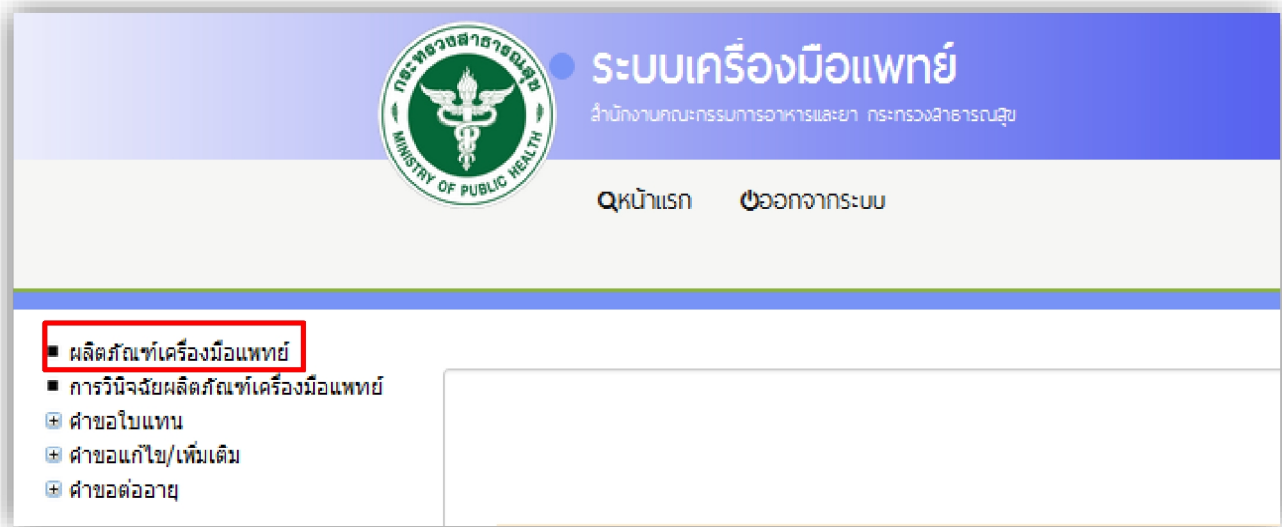 กระทรวงสาธารณสุข
MINISTRY OF PUBLIC HEALTH
ระบบเครื่องมือแพทย์
สำนักงานคณะกรรมการอาหารและยา กระทรวงสาธารณสุข
หน้าแรก ออกจากระบบ
ผลิตภัณฑ์เครื่องมือแพทย์
การวินิจฉัยผลิตภัณฑ์เครื่องมือแพทย์
คำขอใบแทน
คำขอแก้ไข/เพิ่มเติม
คำขอต่ออายุ